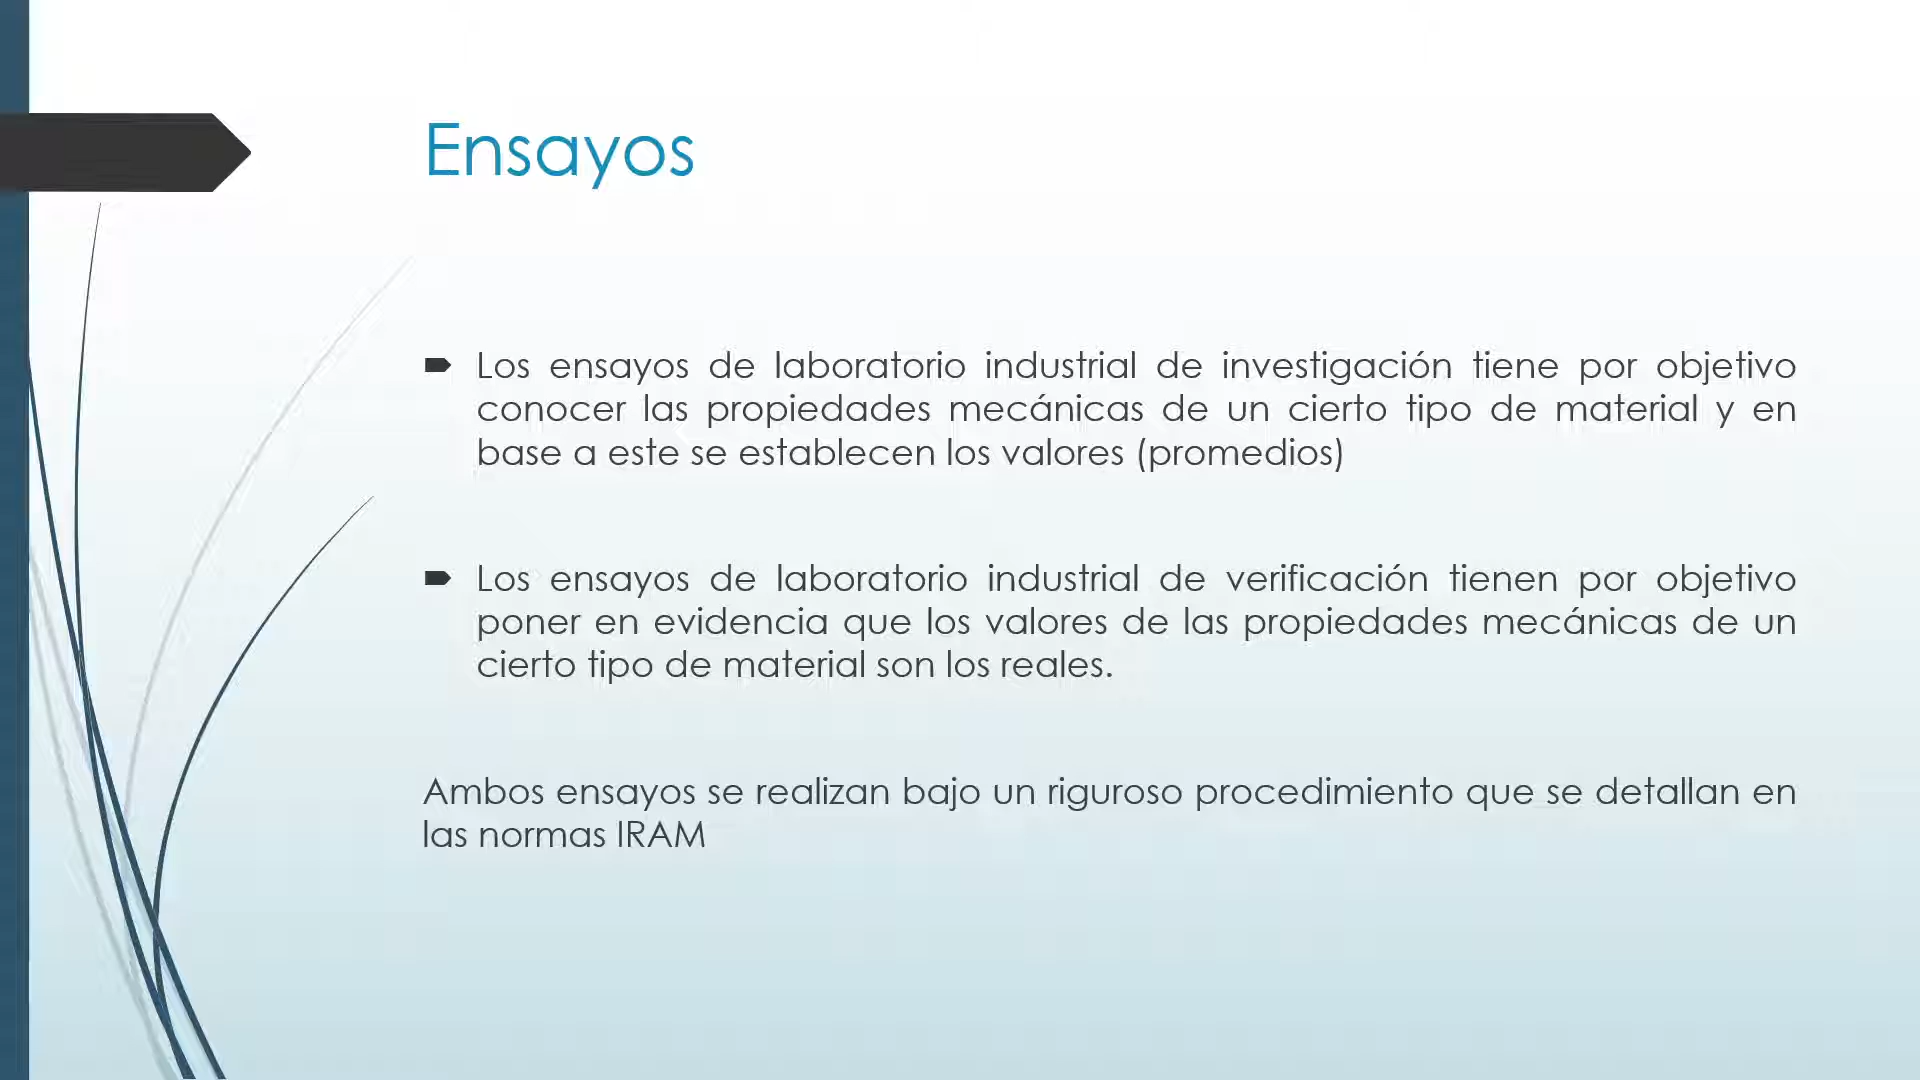 Ensayos
Los ensayos de laboratorio industrial de investigación tiene por objetivo
conocer las propiedades mecánicas de un cierto tipo de material y en
base a este se establecen los valores (promedios)
Los ensayos de laboratorio industrial de verificación tienen por objetivo
poner en evidencia que los valores de las propiedades mecánicas de un
cierto tipo de material son los reales.
Ambos ensayos se realizan bajo un riguroso procedimiento que se detallan en
las normas IRAM